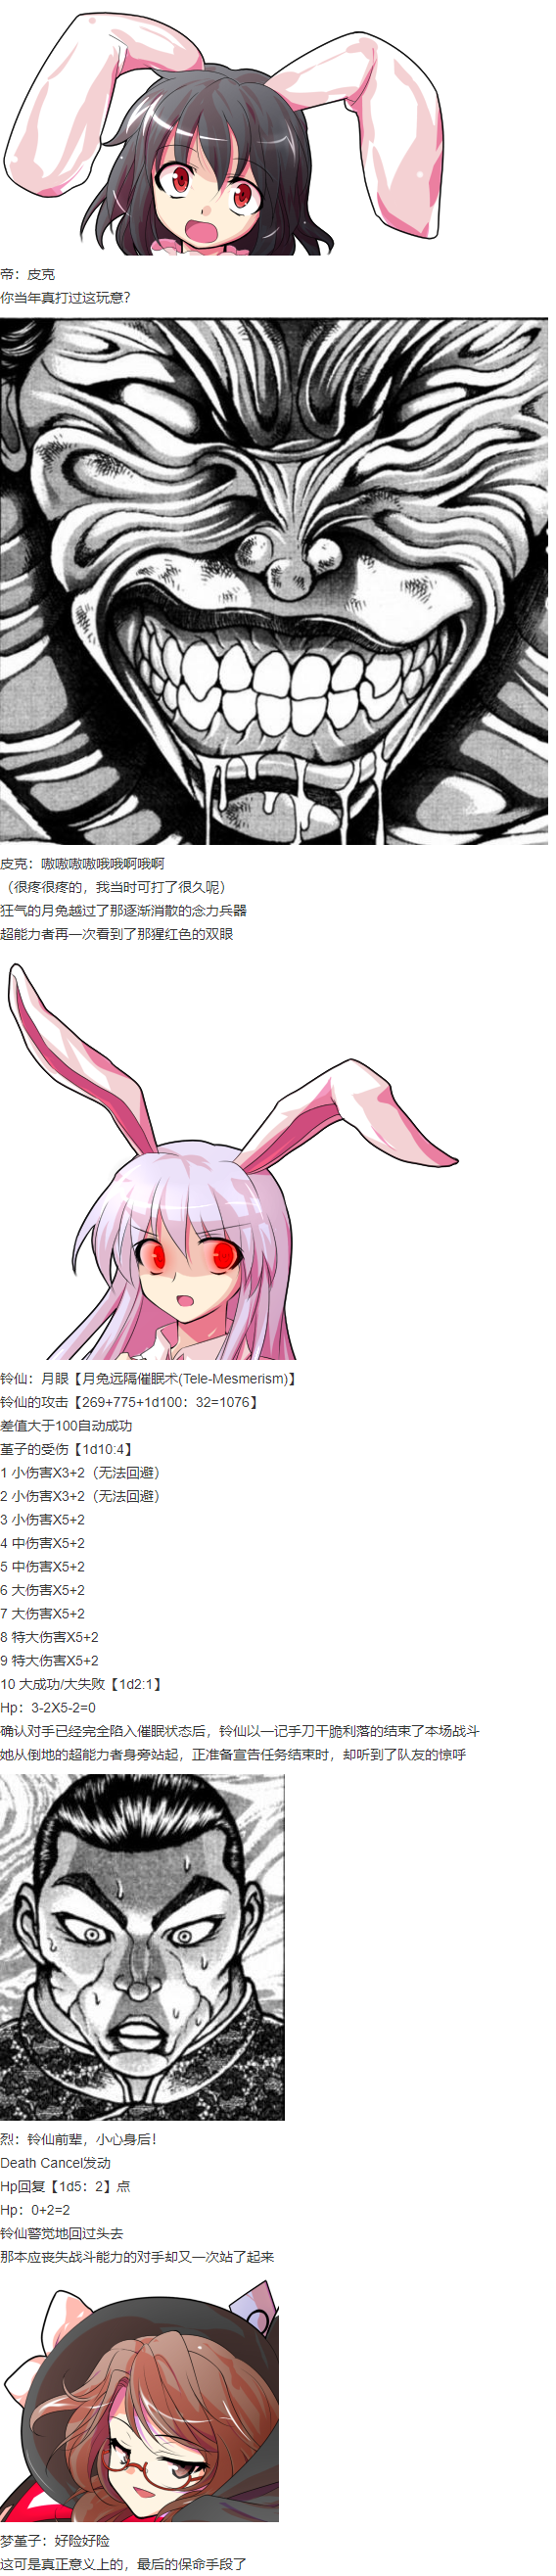 帝：皮克
你当年真打过这玩意？
皮克：嗷嗷嗷嗷哦哦啊哦啊
（很疼很疼的，我当时可打了很久呢）
狂气的月兔越过了那逐渐消散的念力兵器
超能力者再一次看到了那猩红色的双眼
铃仙：月眼【月兔远隔催眠术(Tele-Mesmerism)】
铃仙的攻击【269+775+1d100：32=1076】
差值大于100自动成功
堇子的受伤【1d10:4】
1 小伤害X3+2（无法回避）
2 小伤害X3+2（无法回避）
3 小伤害X5+2
4 中伤害X5+2
5 中伤害X5+2
6 大伤害X5+2
7 大伤害X5+2
8 特大伤害X5+2
9 特大伤害X5+2
10 大成功/大失败【1d2:1】
Hp：3-2X5-2=0
确认对手已经完全陷入催眠状态后，铃仙以一记手刀干脆利落的结束了本场战斗
她从倒地的超能力者身旁站起，正准备宣告任务结束时，却听到了队友的惊呼
烈：铃仙前辈，小心身后！
Death Cancel发动
Hp回复【1d5：2】点
Hp：0+2=2
铃仙警觉地回过头去
那本应丧失战斗能力的对手却又一次站了起来
梦堇子：好险好险
这可是真正意义上的，最后的保命手段了